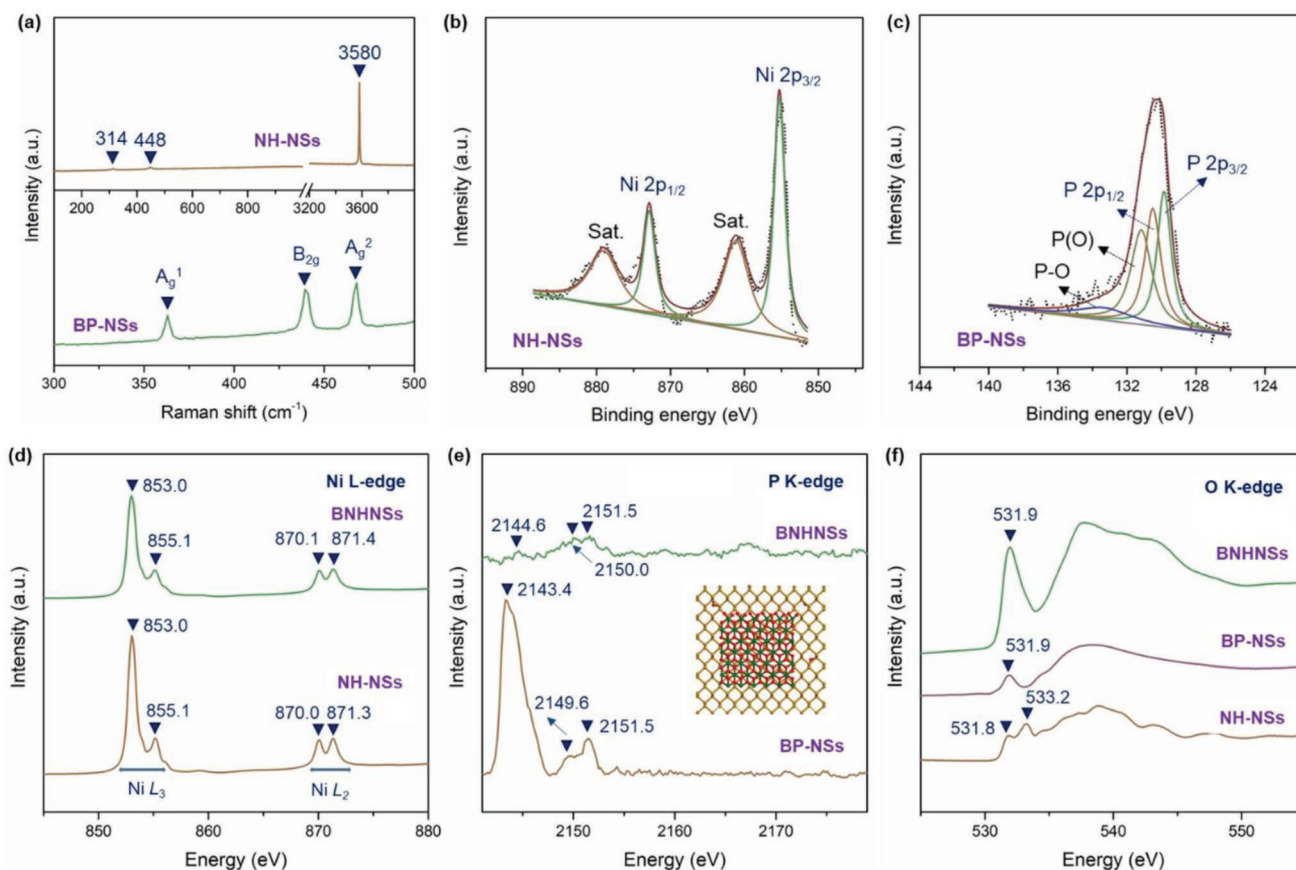 (a)
3580
NH-NSs
314 448
200 400 600 800 3200 3600
A_g^1
B_2g
A_g^2
BP-NSs
300 350 400 450 500
Raman shift (cm⁻¹)
Intensity (a.u.)
(b)
Ni 2p₃/₂
Ni 2p₁/₂
Sat.
Sat.
NH-NSs
890 880 870 860 850
Binding energy (eV)
Intensity (a.u.)
(c)
P 2p₃/₂
P 2p₁/₂
P(O)
P-O
BP-NSs
144 140 136 132 128 124
Binding energy (eV)
Intensity (a.u.)
(d)
Ni L-edge
853.0
BNHNSs
855.1
870.1 871.4
853.0
NH-NSs
855.1
870.0 871.3
Ni L₃
Ni L₂
850 860 870 880
Energy (eV)
Intensity (a.u.)
(e)
P K-edge
2144.6
2151.5
BNHNSs
2150.0
2143.4
2149.6
2151.5
BP-NSs
2150 2160 2170
Energy (eV)
Intensity (a.u.)
(f)
O K-edge
531.9
BNHNSs
531.9
BP-NSs
533.2
531.8
NH-NSs
530 540 550
Energy (eV)
Intensity (a.u.)